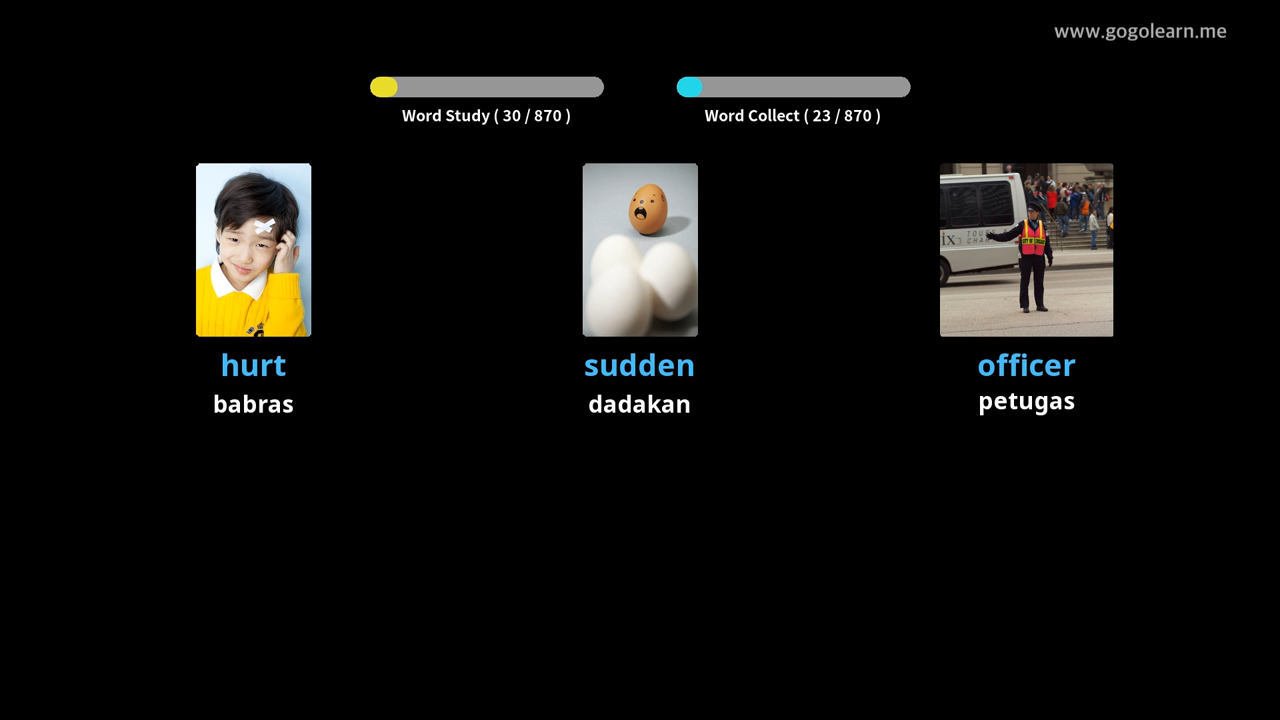 www.gogolearn.me
Word Study ( 30 / 870 )
Word Collect ( 23 / 870 )
hurt
babras
sudden
dadakan
officer
petugas